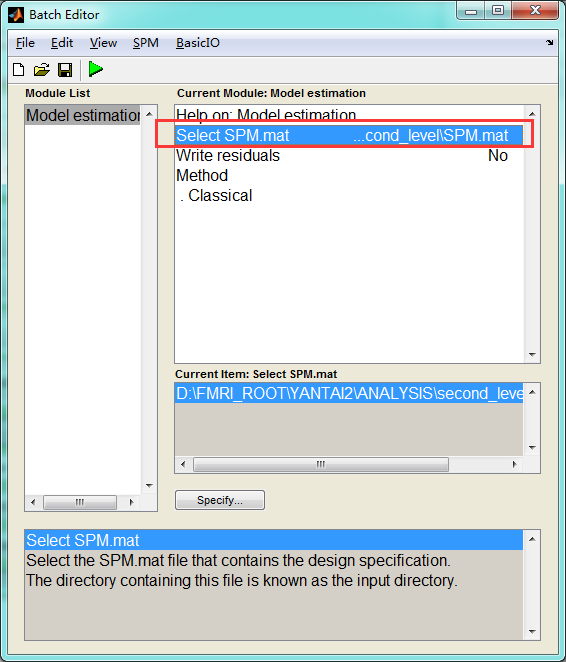 Batch Editor
File Edit View SPM BasicIO
Module List
Current Module: Model estimation
Model estimation
Help on: Model estimation
Select SPM.mat ...cond_level\SPM.mat
Write residuals No
Method
. Classical
Current Item: Select SPM.mat
D:\FMRI_ROOT\YANTAI2\ANALYSIS\second_leve
Specify...
Select SPM.mat
Select the SPM.mat file that contains the design specification.
The directory containing this file is known as the input directory.